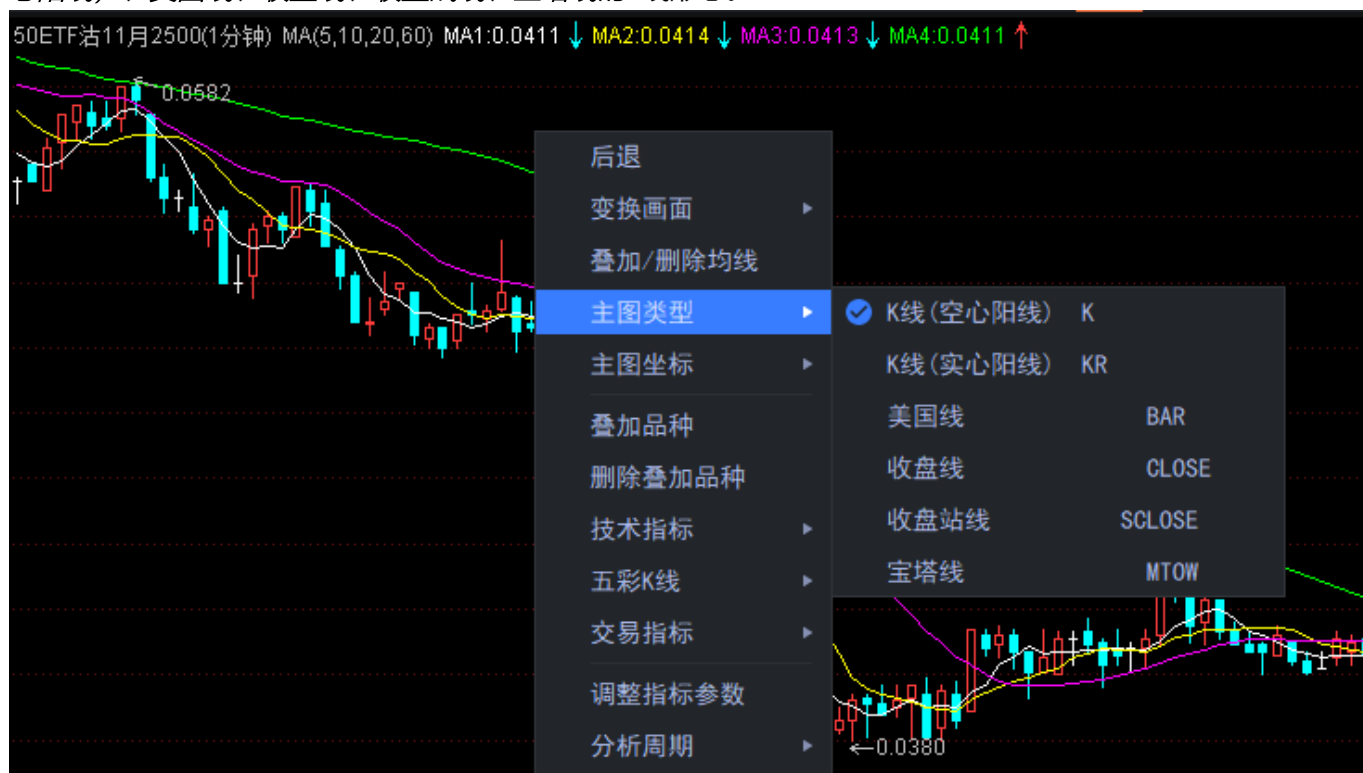 50ETF沽11月2500(1分钟) MA(5,10,20,60) MA1:0.0411 ↓ MA2:0.0414 ↓ MA3:0.0413 ↓ MA4:0.0411 ↑
0.0582
后退
变换画面
叠加/删除均线
主图类型
主图坐标
叠加品种
删除叠加品种
技术指标
五彩K线
交易指标
调整指标参数
分析周期
K线(空心阳线) K
K线(实心阳线) KR
美国线 BAR
收盘线 CLOSE
收盘站线 SCLOSE
宝塔线 MTOW
←0.0380